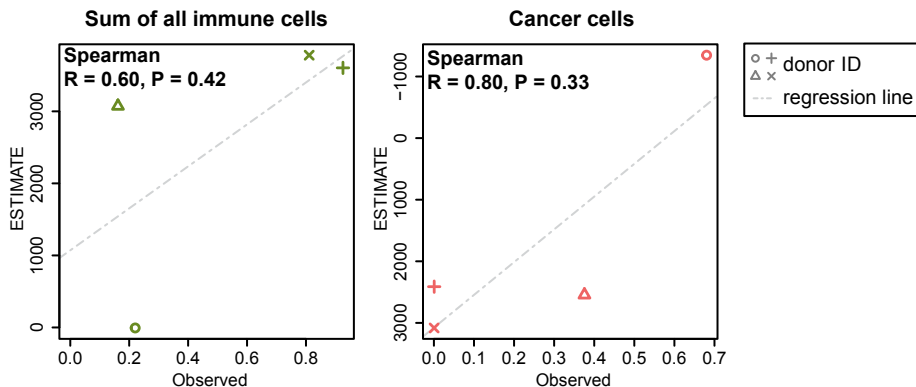 Sum of all immune cells
Spearman
R = 0.60, P = 0.42
ESTIMATE
3000
2000
1000
0
0.0 0.2 0.4 0.6 0.8
Observed
Cancer cells
Spearman
R = 0.80, P = 0.33
ESTIMATE
−1000
0
1000
2000
3000
0.0 0.1 0.2 0.3 0.4 0.5 0.6 0.7
Observed
donor ID
regression line